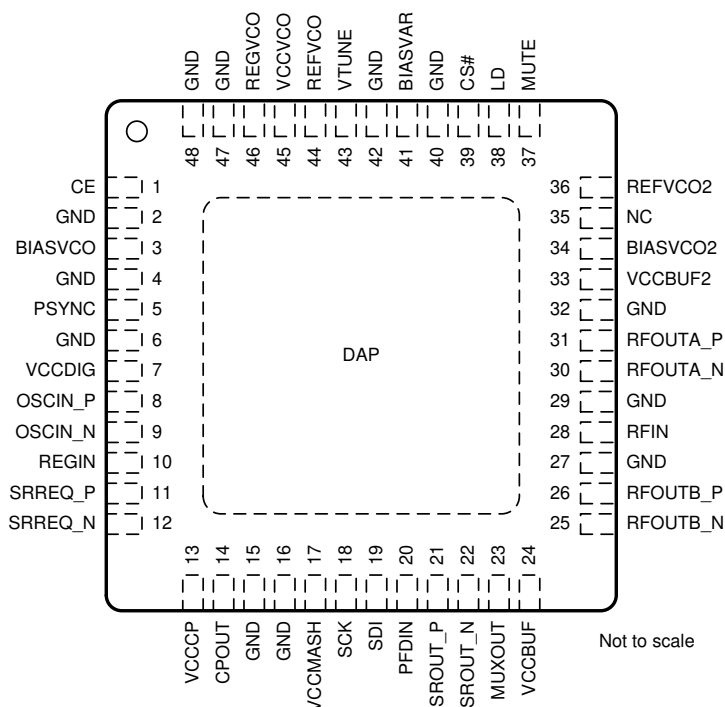 GND
GND
REGVCO
VCCVCO
REFVCO
VTUNE
GND
BIASVAR
GND
CS#
LD
MUTE
48
47
46
45
44
43
42
41
40
39
38
37
CE 1
GND 2
BIASVCO 3
GND 4
PSYNC 5
GND 6
VCCDIG 7
OSCIN_P 8
OSCIN_N 9
REGIN 10
SRREQ_P 11
SRREQ_N 12
DAP
36 REFVCO2
35 NC
34 BIASVCO2
33 VCCBUF2
32 GND
31 RFOUTA_P
30 RFOUTA_N
29 GND
28 RFIN
27 GND
26 RFOUTB_P
25 RFOUTB_N
13
14
15
16
17
18
19
20
21
22
23
24
VCCCP
CPOUT
GND
GND
VCCMASH
SCK
SDI
PFDIN
SROUT_P
SROUT_N
MUXOUT
VCCBUF
Not to scale